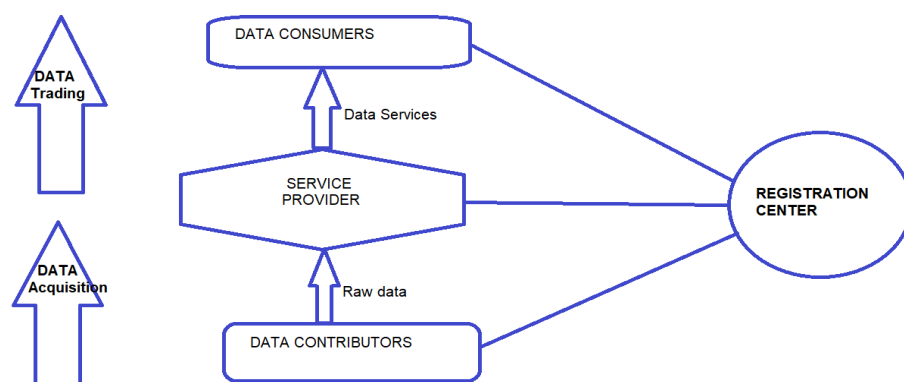 DATA CONSUMERS
DATA
Trading
Data Services
SERVICE
PROVIDER
REGISTRATION
CENTER
DATA
Acquisition
Raw data
DATA CONTRIBUTORS